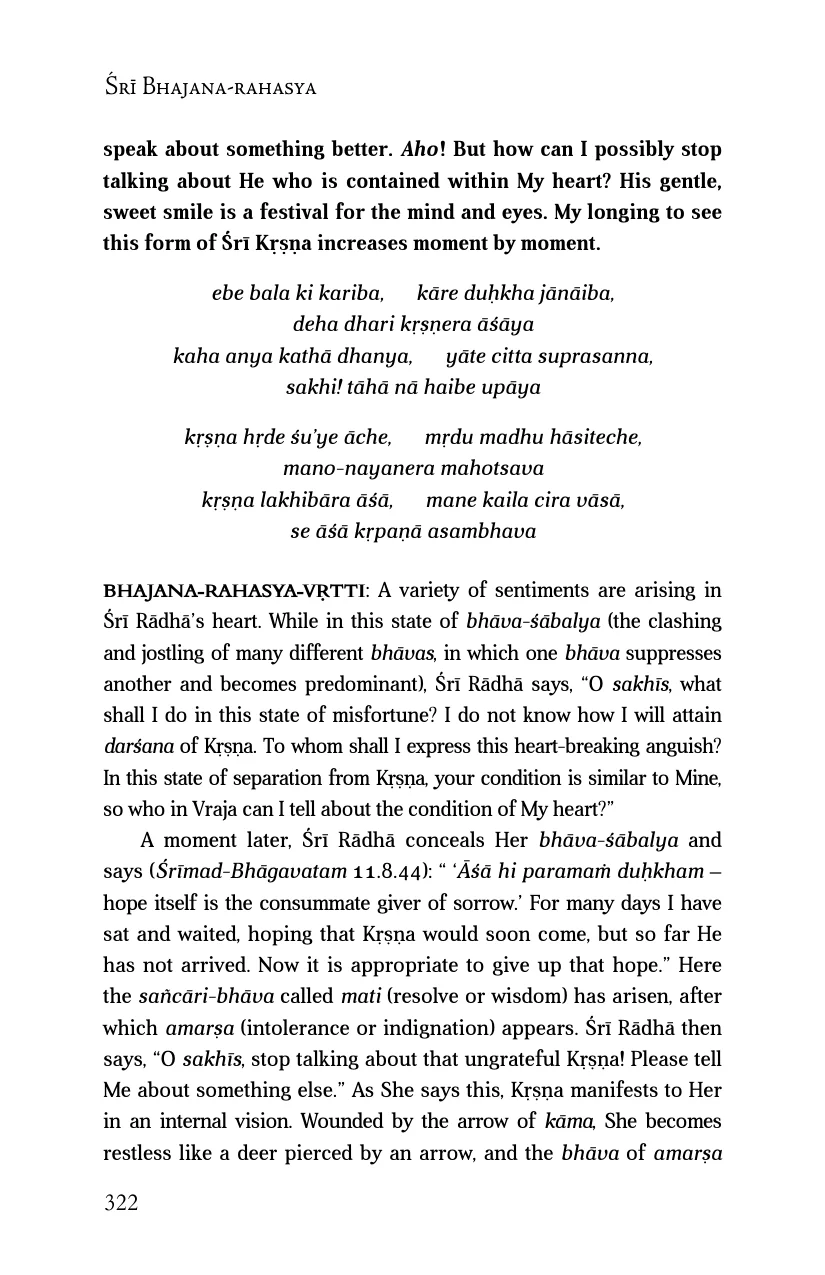 Śrī Bhajana-rahasya
speak about something better. Aho! But how can I possibly stop
talking about He who is contained within My heart? His gentle,
sweet smile is a festival for the mind and eyes. My longing to see
this form of Śrī Kṛṣṇa increases moment by moment.
ebe bala ki kariba, kāre duḥkha jānāiba,
deha dhari kṛṣṇera āśāya
kaha anya kathā dhanya, yāte citta suprasanna,
sakhi! tāhā nā haibe upāya
kṛṣṇa hṛde śu’ye āche, mṛdu madhu hāsiteche,
mano-nayanera mahotsava
kṛṣṇa lakhibāra āśā, mane kaila cira vāsā,
se āśā kṛpaṇā asambhava
BHAJANA-RAHASYA-VṚTTI: A variety of sentiments are arising in
Śrī Rādhā’s heart. While in this state of bhāva-śābalya (the clashing
and jostling of many different bhāvas, in which one bhāva suppresses
another and becomes predominant), Śrī Rādhā says, “O sakhīs, what
shall I do in this state of misfortune? I do not know how I will attain
darśana of Kṛṣṇa. To whom shall I express this heart-breaking anguish?
In this state of separation from Kṛṣṇa, your condition is similar to Mine,
so who in Vraja can I tell about the condition of My heart?”
A moment later, Śrī Rādhā conceals Her bhāva-śābalya and
says (Śrīmad-Bhāgavatam 11.8.44): “ ‘Āśā hi paramaṁ duḥkham –
hope itself is the consummate giver of sorrow.’ For many days I have
sat and waited, hoping that Kṛṣṇa would soon come, but so far He
has not arrived. Now it is appropriate to give up that hope.” Here
the sañcāri-bhāva called mati (resolve or wisdom) has arisen, after
which amarṣa (intolerance or indignation) appears. Śrī Rādhā then
says, “O sakhīs, stop talking about that ungrateful Kṛṣṇa! Please tell
Me about something else.” As She says this, Kṛṣṇa manifests to Her
in an internal vision. Wounded by the arrow of kāma, She becomes
restless like a deer pierced by an arrow, and the bhāva of amarṣa
322